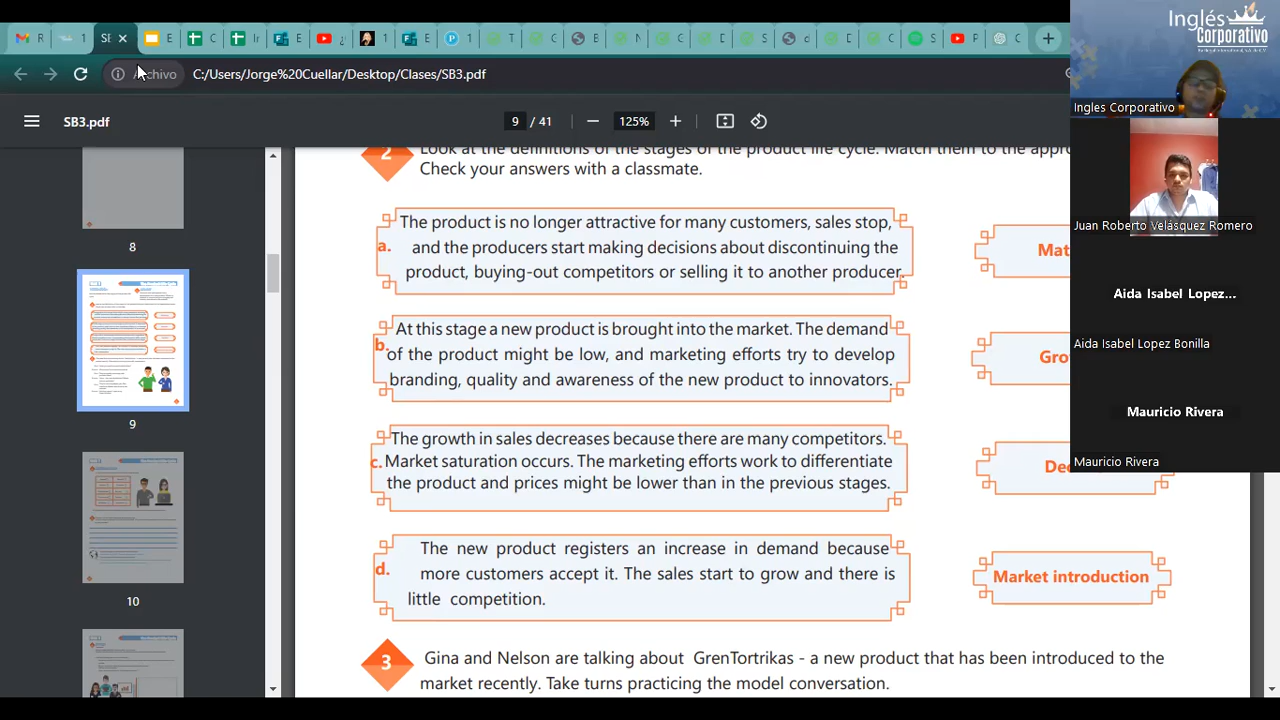 R
1
SE
E
C
Ir
E
¿
1
E
1
T
T
B
N
C
T
d
T
C
S
P
C
Archivo
C:/Users/Jorge%20Cuellar/Desktop/Clases/SB3.pdf
SB3.pdf
9 / 41
125%
8
9
10
2
Look at the definitions of the stages of the product life cycle. Match them to the appro
Check your answers with a classmate.
a.
The product is no longer attractive for many customers, sales stop,
and the producers start making decisions about discontinuing the
product, buying-out competitors or selling it to another producer.
Mat
b.
At this stage a new product is brought into the market. The demand
of the product might be low, and marketing efforts try to develop
branding, quality and awareness of the new product to innovators.
Gro
c.
The growth in sales decreases because there are many competitors.
Market saturation occurs. The marketing efforts work to differentiate
the product and prices might be lower than in the previous stages.
Dec
d.
The new product registers an increase in demand because
more customers accept it. The sales start to grow and there is
little competition.
Market introduction
3
Gina and Nelson are talking about GrenTortrikas - a new product that has been introduced to the
market recently. Take turns practicing the model conversation.
Inglés
Corporativo
Ingles Corporativo
Juan Roberto Velásquez Romero
Aida Isabel Lopez...
Aida Isabel Lopez Bonilla
Mauricio Rivera
Mauricio Rivera